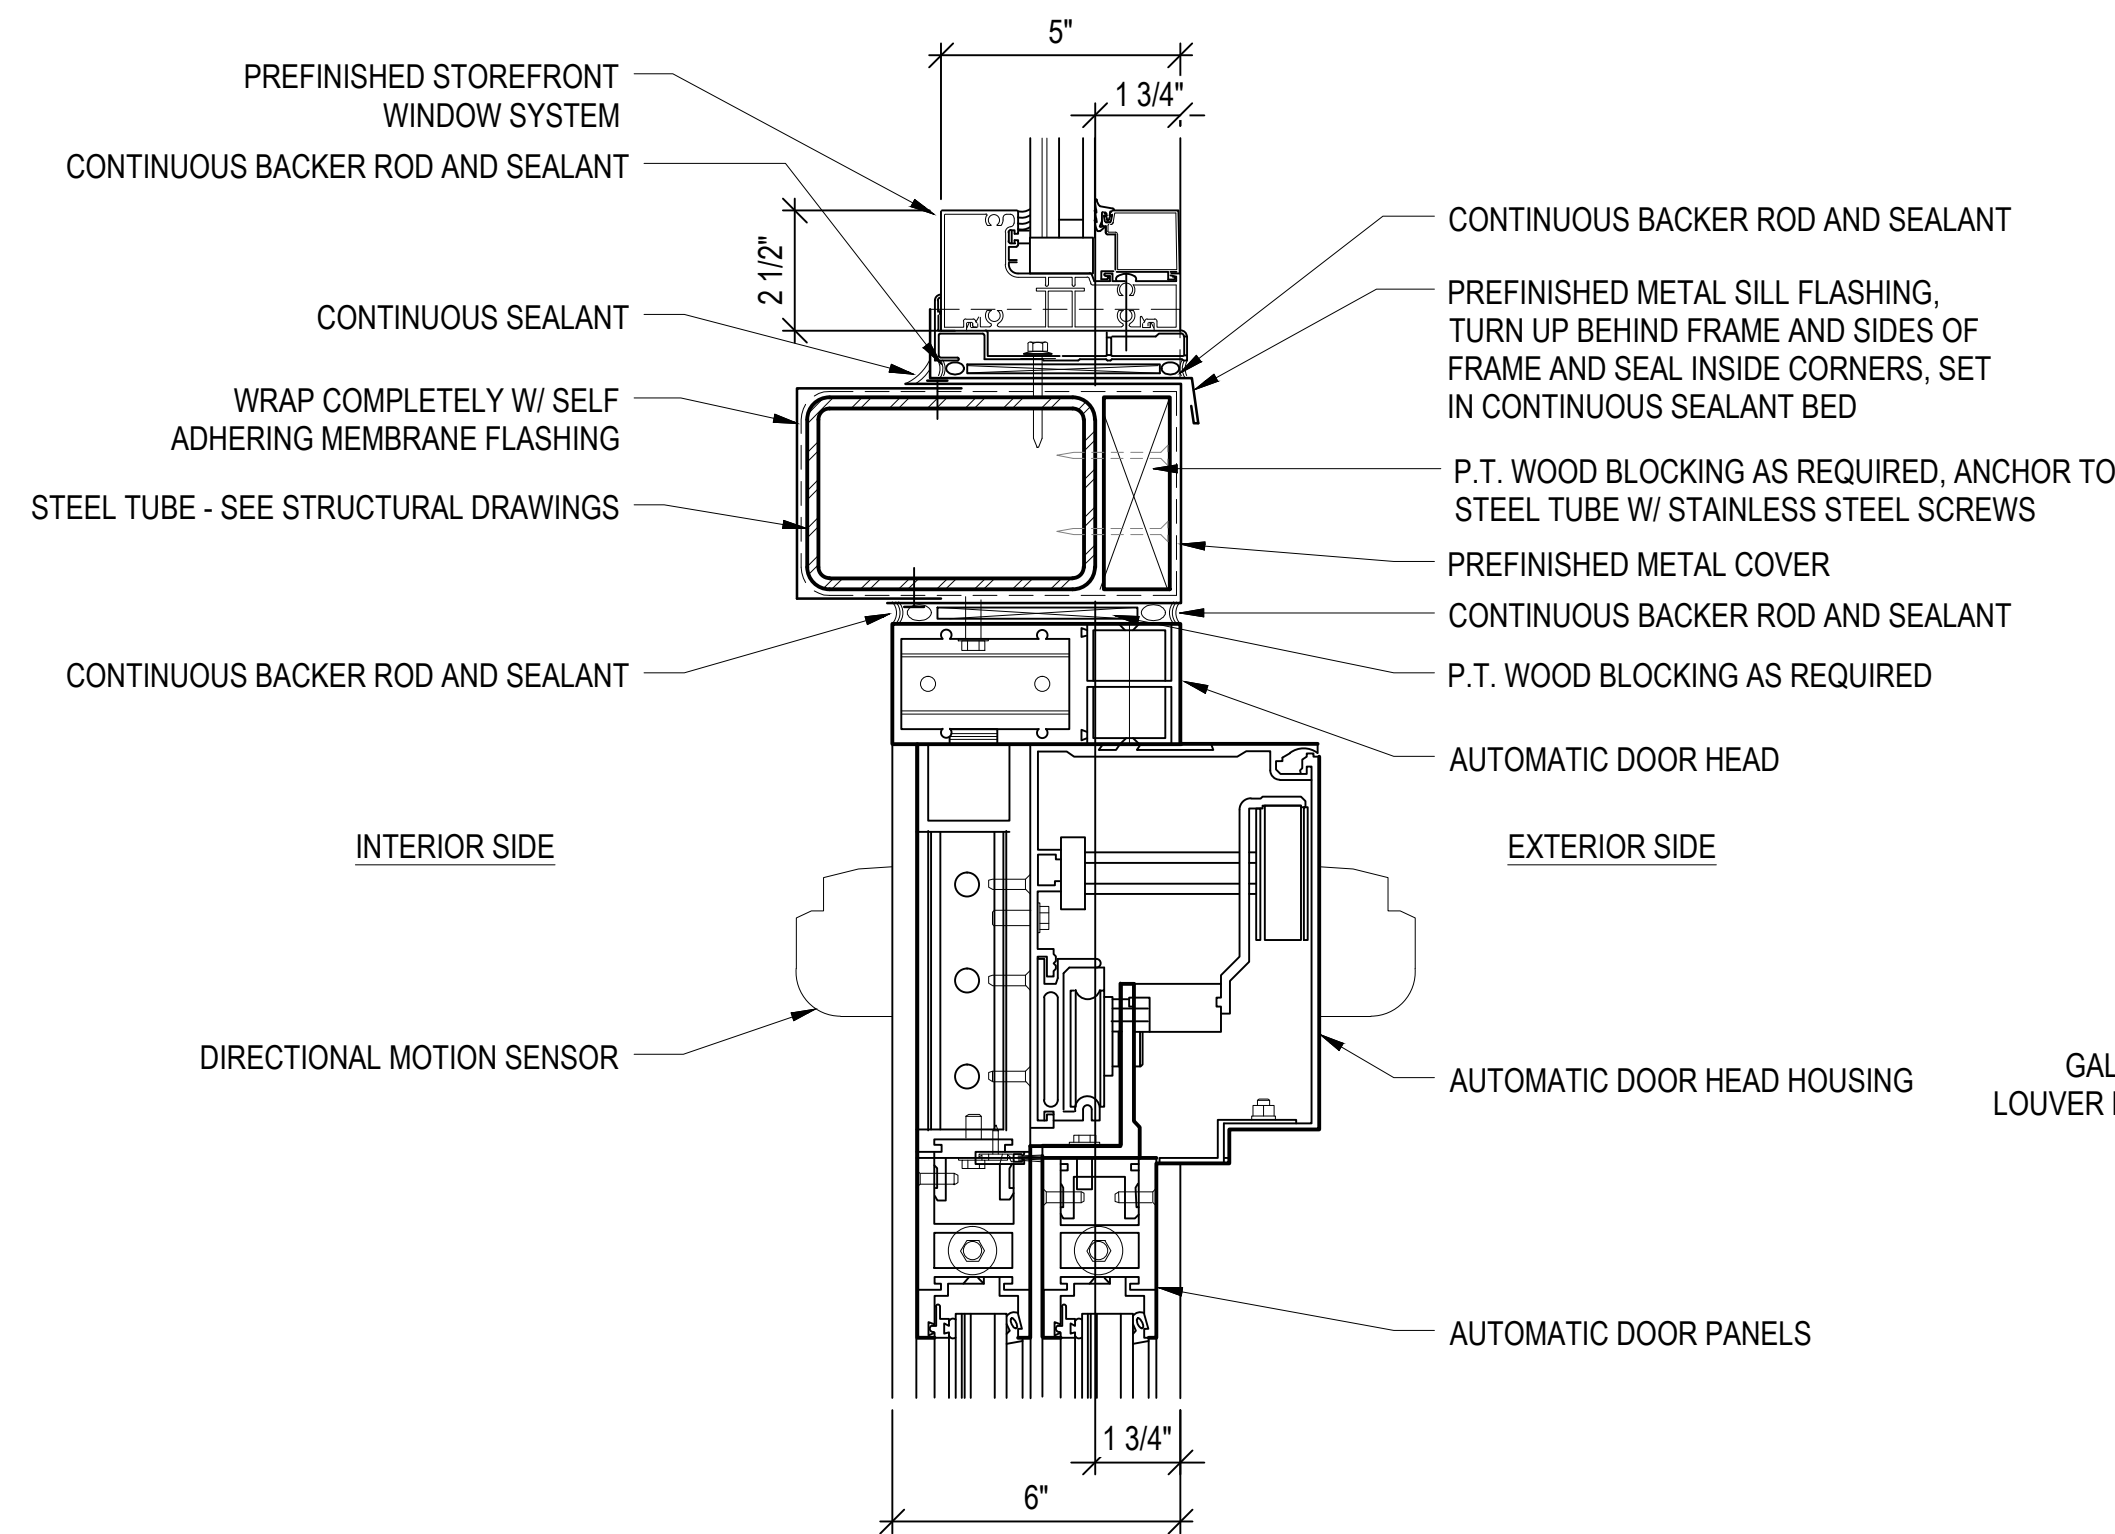 5"
1 3/4"
PREFINISHED STOREFRONT
WINDOW SYSTEM
CONTINUOUS BACKER ROD AND SEALANT
2 1/2"
CONTINUOUS SEALANT
WRAP COMPLETELY W/ SELF
ADHERING MEMBRANE FLASHING
STEEL TUBE - SEE STRUCTURAL DRAWINGS
CONTINUOUS BACKER ROD AND SEALANT
INTERIOR SIDE
DIRECTIONAL MOTION SENSOR
CONTINUOUS BACKER ROD AND SEALANT
PREFINISHED METAL SILL FLASHING,
TURN UP BEHIND FRAME AND SIDES OF
FRAME AND SEAL INSIDE CORNERS, SET
IN CONTINUOUS SEALANT BED
P.T. WOOD BLOCKING AS REQUIRED, ANCHOR TO
STEEL TUBE W/ STAINLESS STEEL SCREWS
PREFINISHED METAL COVER
CONTINUOUS BACKER ROD AND SEALANT
P.T. WOOD BLOCKING AS REQUIRED
AUTOMATIC DOOR HEAD
EXTERIOR SIDE
AUTOMATIC DOOR HEAD HOUSING
AUTOMATIC DOOR PANELS
GAL
LOUVER
1 3/4"
6"